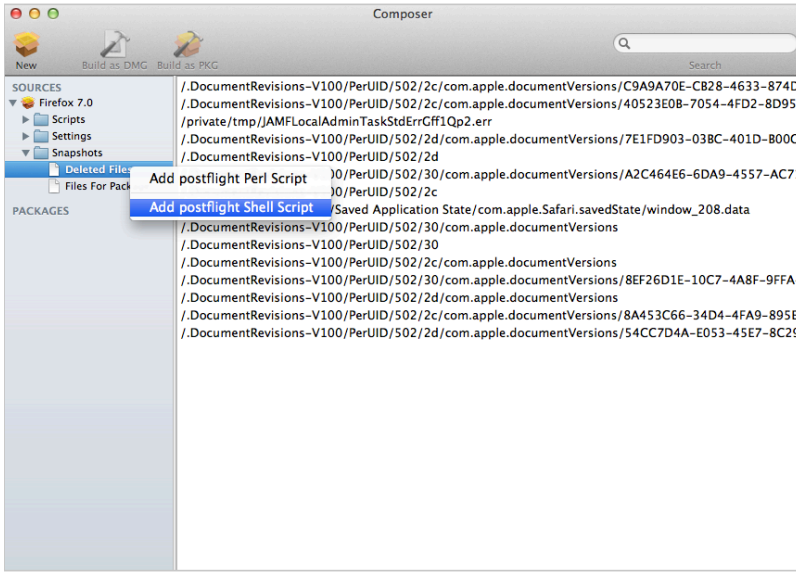 Composer
New
Build as DMG
Build as PKG
Search
SOURCES
Firefox 7.0
Scripts
Settings
Snapshots
Deleted Files
Files For Pack
PACKAGES
Add postflight Perl Script
Add postflight Shell Script
/.DocumentRevisions-V100/PerUID/502/2c/com.apple.documentVersions/C9A9A70E-CB28-4633-874D
/.DocumentRevisions-V100/PerUID/502/2c/com.apple.documentVersions/40523E0B-7054-4FD2-8D95
/private/tmp/JAMFLocalAdminTaskStdErrGff1Qp2.err
/.DocumentRevisions-V100/PerUID/502/2d/com.apple.documentVersions/7E1FD903-03BC-401D-B00C
/.DocumentRevisions-V100/PerUID/502/2d
/502/30/com.apple.documentVersions/A2C464E6-6DA9-4557-AC7
/502/2c
/Saved Application State/com.apple.Safari.savedState/window_208.data
/.DocumentRevisions-V100/PerUID/502/30/com.apple.documentVersions
/.DocumentRevisions-V100/PerUID/502/30
/.DocumentRevisions-V100/PerUID/502/2c/com.apple.documentVersions
/.DocumentRevisions-V100/PerUID/502/30/com.apple.documentVersions/8EF26D1E-10C7-4A8F-9FFA
/.DocumentRevisions-V100/PerUID/502/2d/com.apple.documentVersions
/.DocumentRevisions-V100/PerUID/502/2c/com.apple.documentVersions/8A453C66-34D4-4FA9-895E
/.DocumentRevisions-V100/PerUID/502/2d/com.apple.documentVersions/54CC7D4A-E053-45E7-8C29